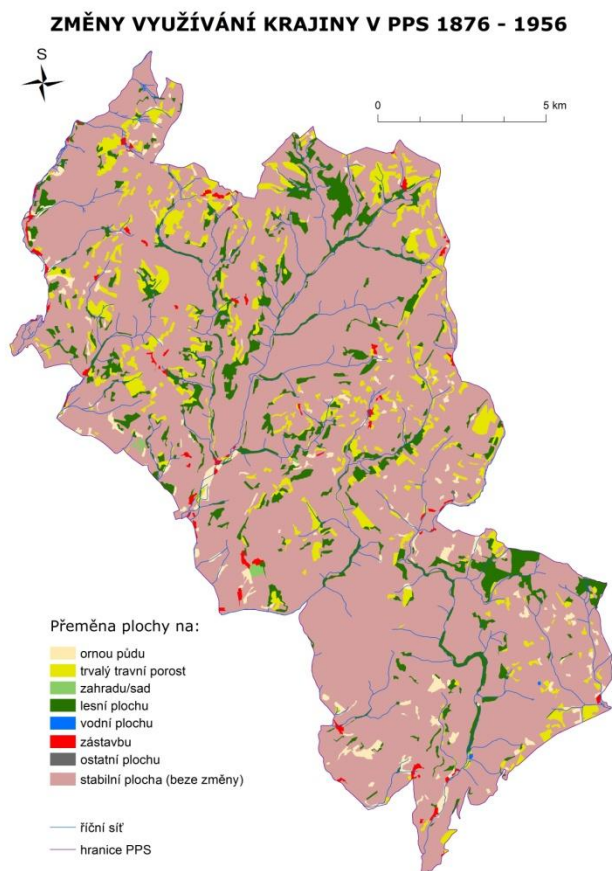 ZMĚNY VYUŽÍVÁNÍ KRAJINY V PPS 1876 - 1956
S
0 5 km
Přeměna plochy na:
ornou půdu
trvalý travní porost
zahradu/sad
lesní plochu
vodní plochu
zástavbu
ostatní plochu
stabilní plocha (beze změny)
říční síť
hranice PPS